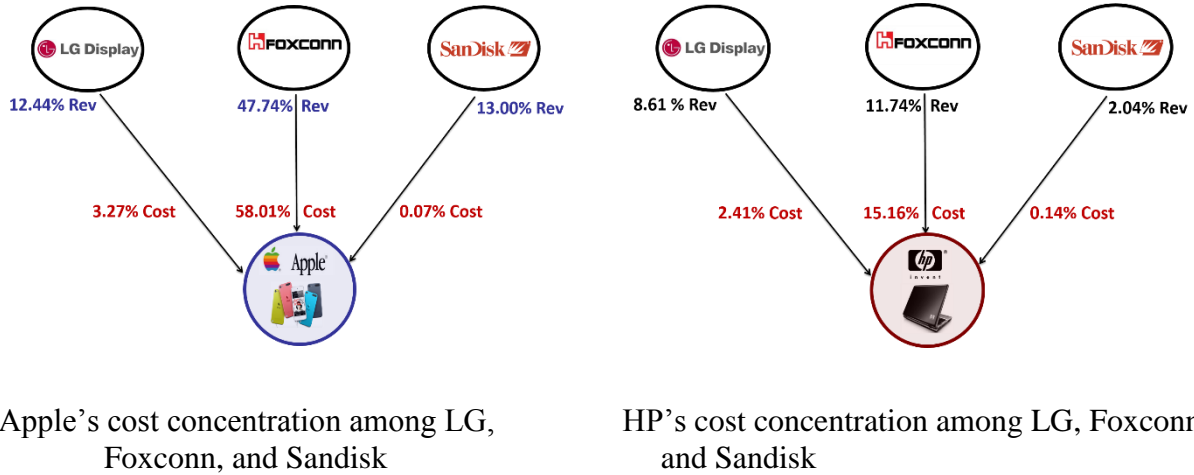 LG Display
FOXCONN
SanDisk
LG Display
FOXCONN
SanDisk
12.44% Rev
47.74% Rev
13.00% Rev
8.61 % Rev
11.74% Rev
2.04% Rev
3.27% Cost
58.01% Cost
0.07% Cost
2.41% Cost
15.16% Cost
0.14% Cost
Apple
hp
invent
Apple's cost concentration among LG,
Foxconn, and Sandisk
HP's cost concentration among LG, Foxconn
and Sandisk